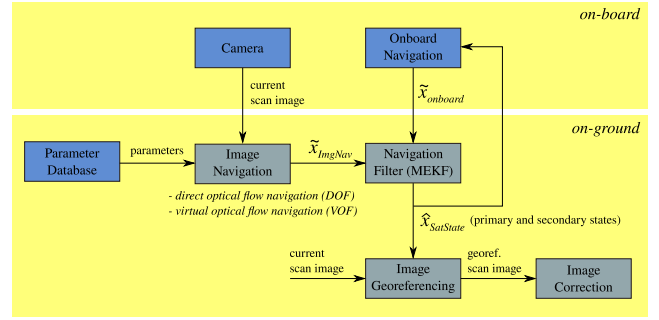 on-board
Camera
Onboard
Navigation
current
scan image
x̃onboard
on-ground
Parameter
Database
parameters
Image
Navigation
x̃ImgNav
Navigation
Filter (MEKF)
- direct optical flow navigation (DOF)
- virtual optical flow navigation (VOF)
x̂SatState (primary and secondary states)
current
scan image
Image
Georeferencing
georef.
scan image
Image
Correction